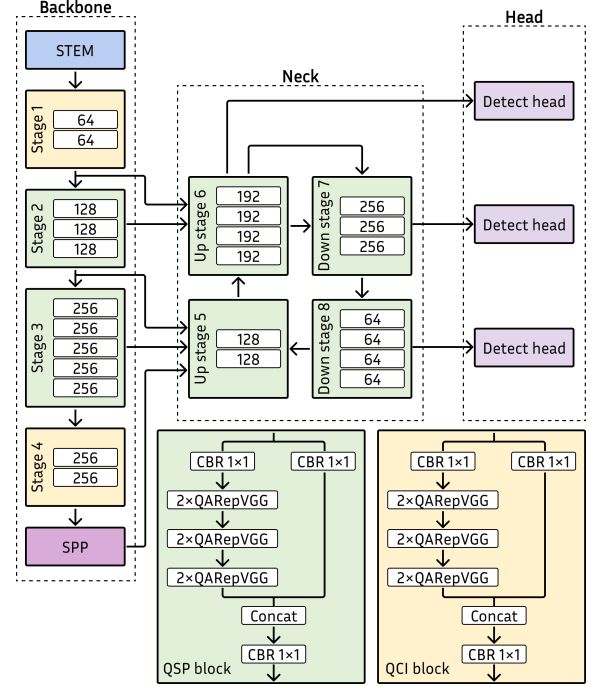 Backbone
STEM
Stage 1
64
64
Stage 2
128
128
128
Stage 3
256
256
256
256
256
Stage 4
256
256
SPP
Neck
Up stage 6
192
192
192
192
Down stage 7
256
256
256
Up stage 5
128
128
Down stage 8
64
64
64
64
Head
Detect head
Detect head
Detect head
CBR 1×1
CBR 1×1
2×QARepVGG
2×QARepVGG
2×QARepVGG
Concat
CBR 1×1
QSP block
CBR 1×1
CBR 1×1
2×QARepVGG
2×QARepVGG
2×QARepVGG
Concat
CBR 1×1
QCI block